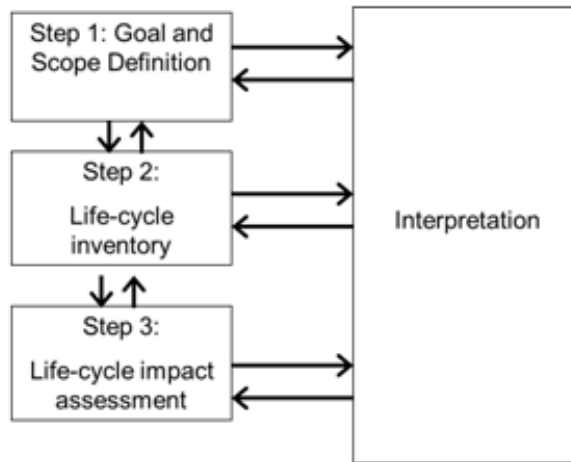 Step 1: Goal and
Scope Definition
Step 2:
Life-cycle
inventory
Step 3:
Life-cycle impact
assessment
Interpretation